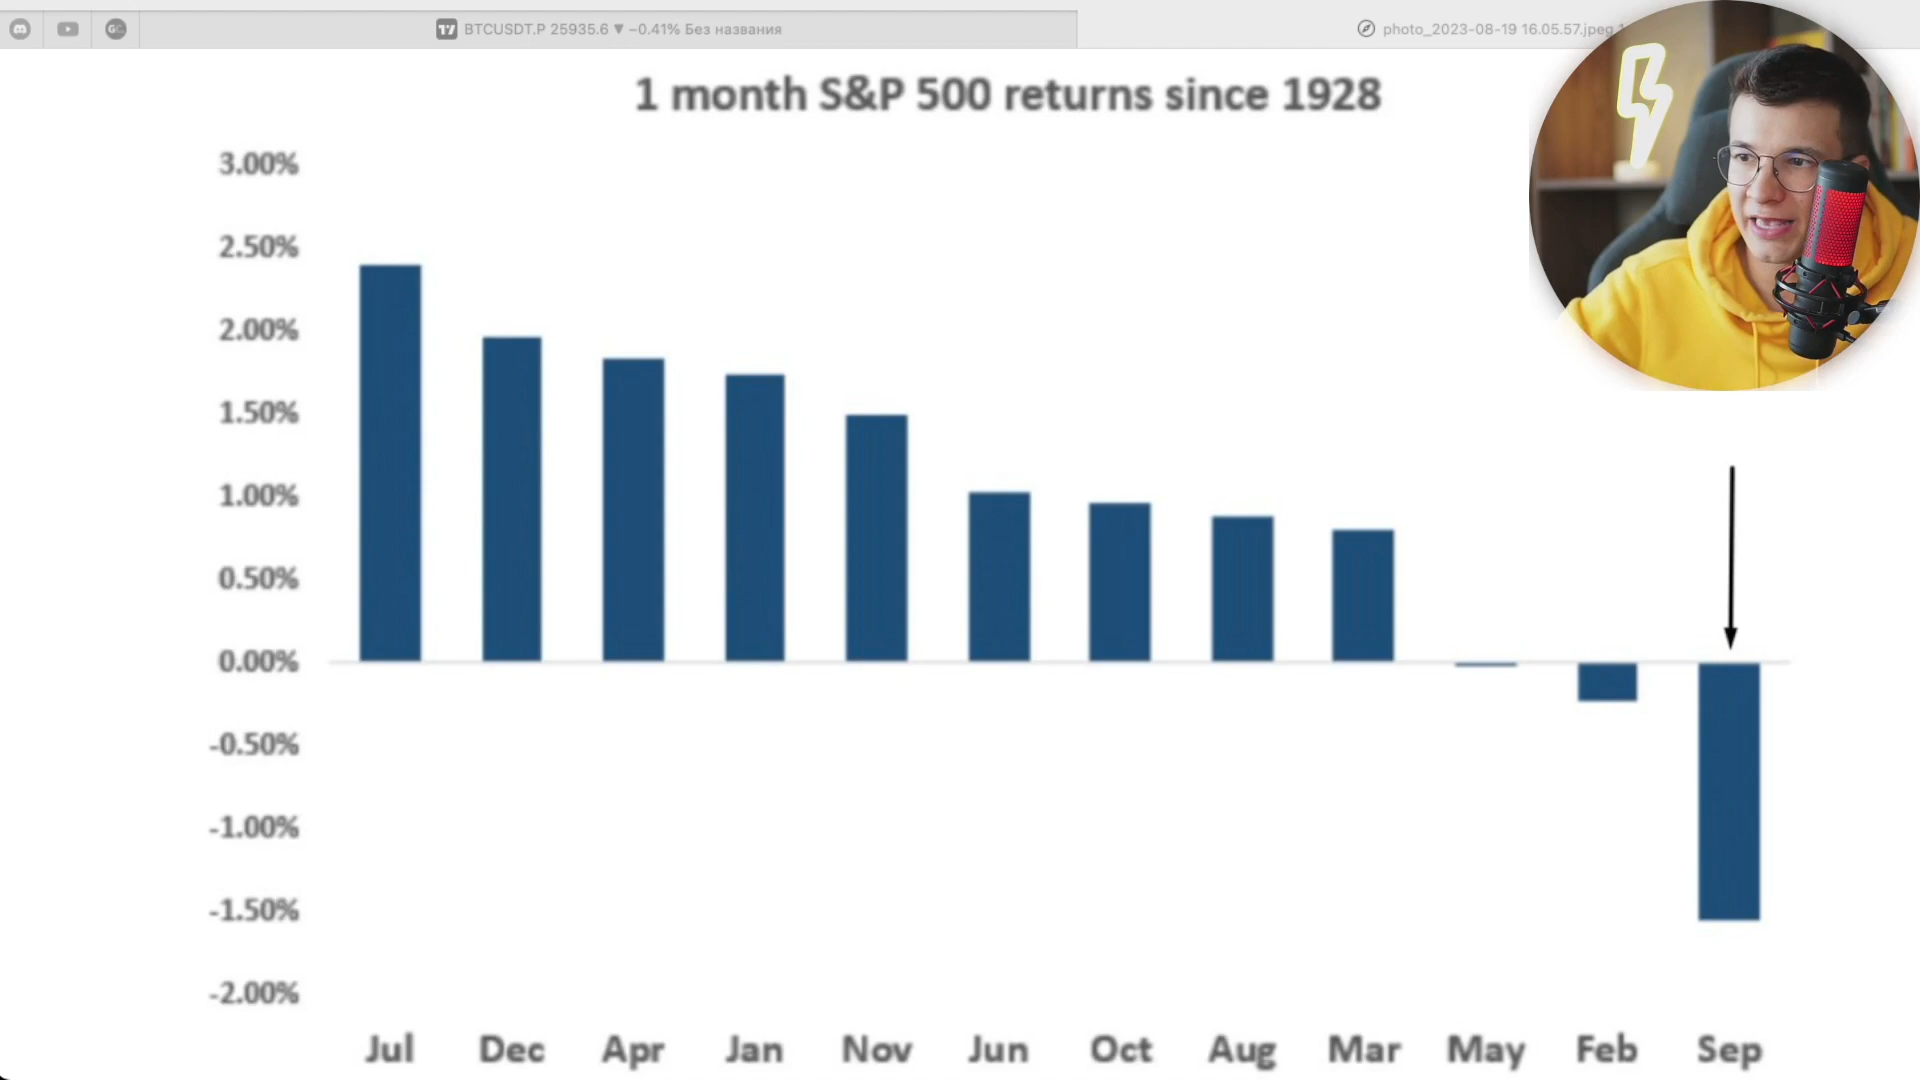 BTCUSDT.P 25935.6 ▼ −0.41% Без названия
photo_2023-08-19 16.05.57.jpeg
1 month S&P 500 returns since 1928
3.00%
2.50%
2.00%
1.50%
1.00%
0.50%
0.00%
-0.50%
-1.00%
-1.50%
-2.00%
Jul Dec Apr Jan Nov Jun Oct Aug Mar May Feb Sep